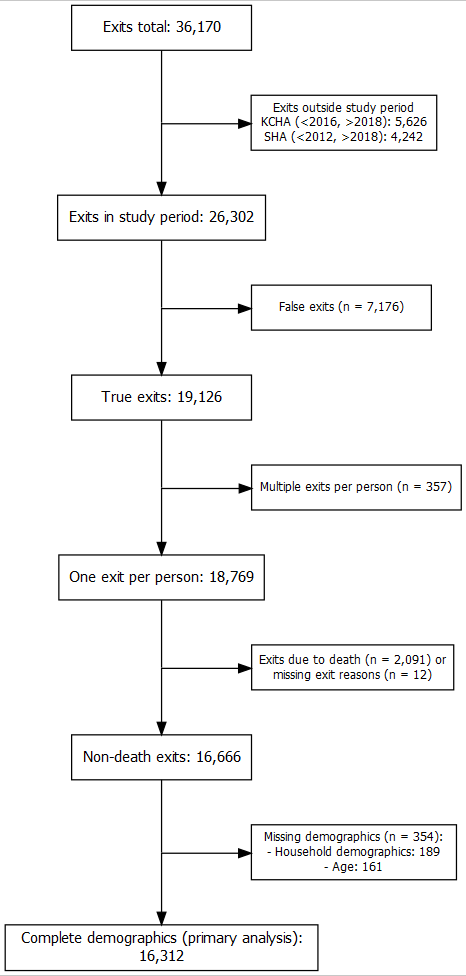 Exits total: 36,170
Exits outside study period
KCHA (<2016, >2018): 5,626
SHA (<2012, >2018): 4,242
Exits in study period: 26,302
False exits (n = 7,176)
True exits: 19,126
Multiple exits per person (n = 357)
One exit per person: 18,769
Exits due to death (n = 2,091) or
missing exit reasons (n = 12)
Non-death exits: 16,666
Missing demographics (n = 354):
- Household demographics: 189
- Age: 161
Complete demographics (primary analysis):
16,312